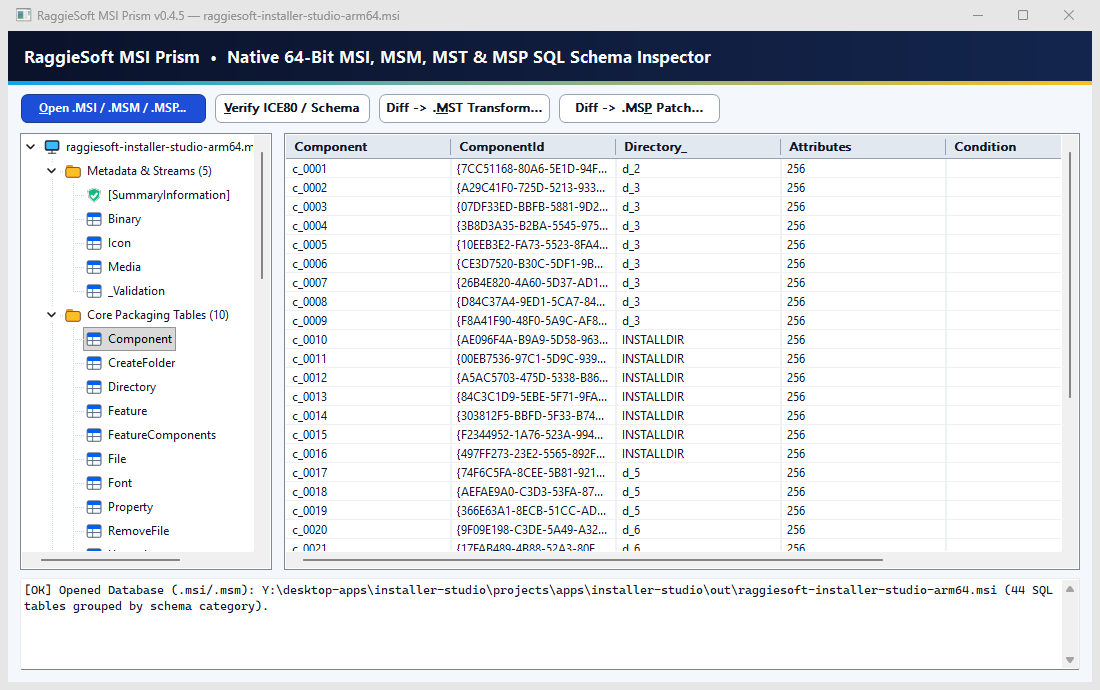 RaggieSoft MSI Prism v0.4.5 — raggiesoft-installer-studio-arm64.msi
RaggieSoft MSI Prism • Native 64-Bit MSI, MSM, MST & MSP SQL Schema Inspector
Open .MSI / .MSM / .MSP...
Verify ICE80 / Schema
Diff -> .MST Transform...
Diff -> .MSP Patch...
raggiesoft-installer-studio-arm64.m
Metadata & Streams (5)
[SummaryInformation]
Binary
Icon
Media
_Validation
Core Packaging Tables (10)
Component
CreateFolder
Directory
Feature
FeatureComponents
File
Font
Property
RemoveFile
Component ComponentId Directory_ Attributes Condition
c_0001 {7CC51168-80A6-5E1D-94F... d_2 256
c_0002 {A29C41F0-725D-5213-933... d_3 256
c_0003 {07DF33ED-BBFB-5881-9D2... d_3 256
c_0004 {3B8D3A35-B2BA-5545-975... d_3 256
c_0005 {10EEB3E2-FA73-5523-8FA4... d_3 256
c_0006 {CE3D7520-B30C-5DF1-9B... d_3 256
c_0007 {26B4E820-4A60-5D37-AD1... d_3 256
c_0008 {D84C37A4-9ED1-5CA7-84... d_3 256
c_0009 {F8A41F90-48F0-5A9C-AF8... d_3 256
c_0010 {AE096F4A-B9A9-5D58-963... INSTALLDIR 256
c_0011 {00EB7536-97C1-5D9C-939... INSTALLDIR 256
c_0012 {A5AC5703-475D-5338-B86... INSTALLDIR 256
c_0013 {84C3C1D9-5EBE-5F71-9FA... INSTALLDIR 256
c_0014 {303812F5-BBFD-5F33-B74... INSTALLDIR 256
c_0015 {F2344952-1A76-523A-994... INSTALLDIR 256
c_0016 {497FF273-23E2-5565-892F... INSTALLDIR 256
c_0017 {74F6C5FA-8CEE-5B81-921... d_5 256
c_0018 {AEFAE9A0-C3D3-53FA-87... d_5 256
c_0019 {366E63A1-8ECB-51CC-AD... d_5 256
c_0020 {9F09E198-C3DE-5A49-A32... d_6 256
c_0021 {17FAB489-4B88-52A3-80F... d_6 256
[OK] Opened Database (.msi/.msm): Y:\desktop-apps\installer-studio\projects\apps\installer-studio\out\raggiesoft-installer-studio-arm64.msi (44 SQL
tables grouped by schema category).